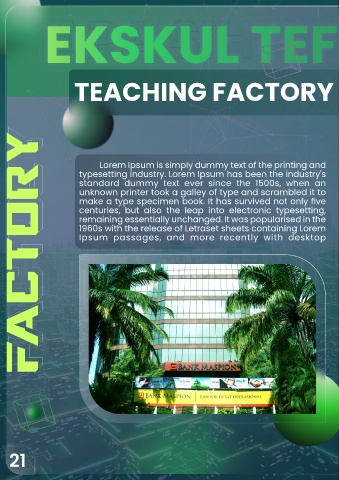 EKSKUL TEF
TEACHING FACTORY
FACTORY
Lorem Ipsum is simply dummy text of the printing and
typesetting industry. Lorem Ipsum has been the industry's
standard dummy text ever since the 1500s, when an
unknown printer took a galley of type and scrambled it to
make a type specimen book. It has survived not only five
centuries, but also the leap into electronic typesetting,
remaining essentially unchanged. It was popularised in the
1960s with the release of Letraset sheets containing Lorem
Ipsum passages, and more recently with desktop
BANK MASPION
BANK MASPION KANTOR PUSAT OPERASIONAL
21